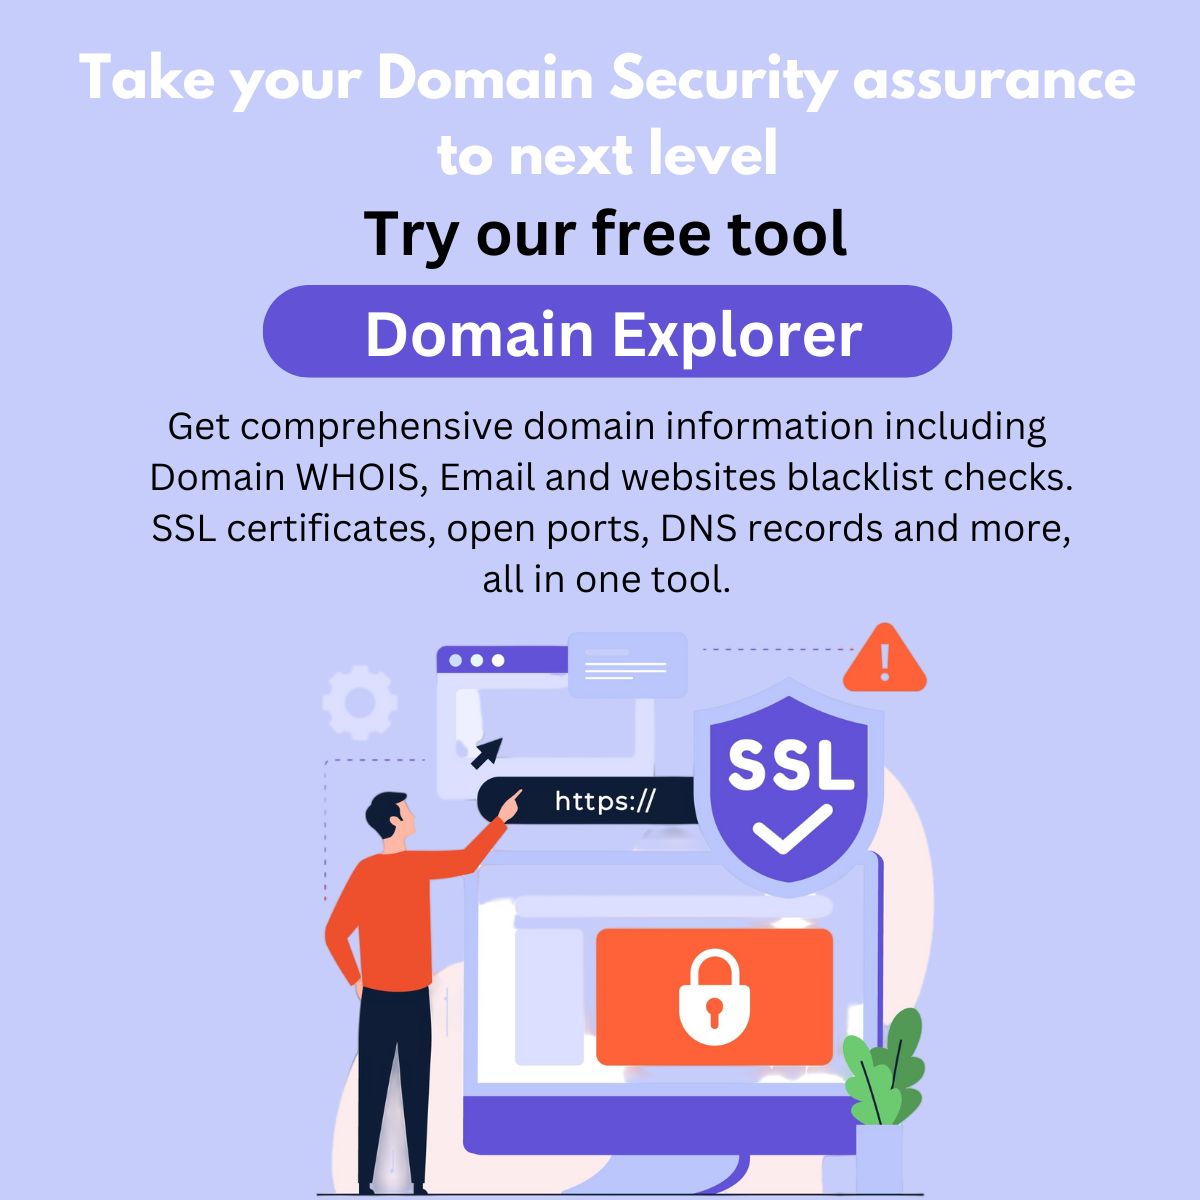 Take your Domain Security assurance
to next level
Try our free tool
Domain Explorer
Get comprehensive domain information including
Domain WHOIS, Email and websites blacklist checks.
SSL certificates, open ports, DNS records and more,
all in one tool.
!
SSL
https://